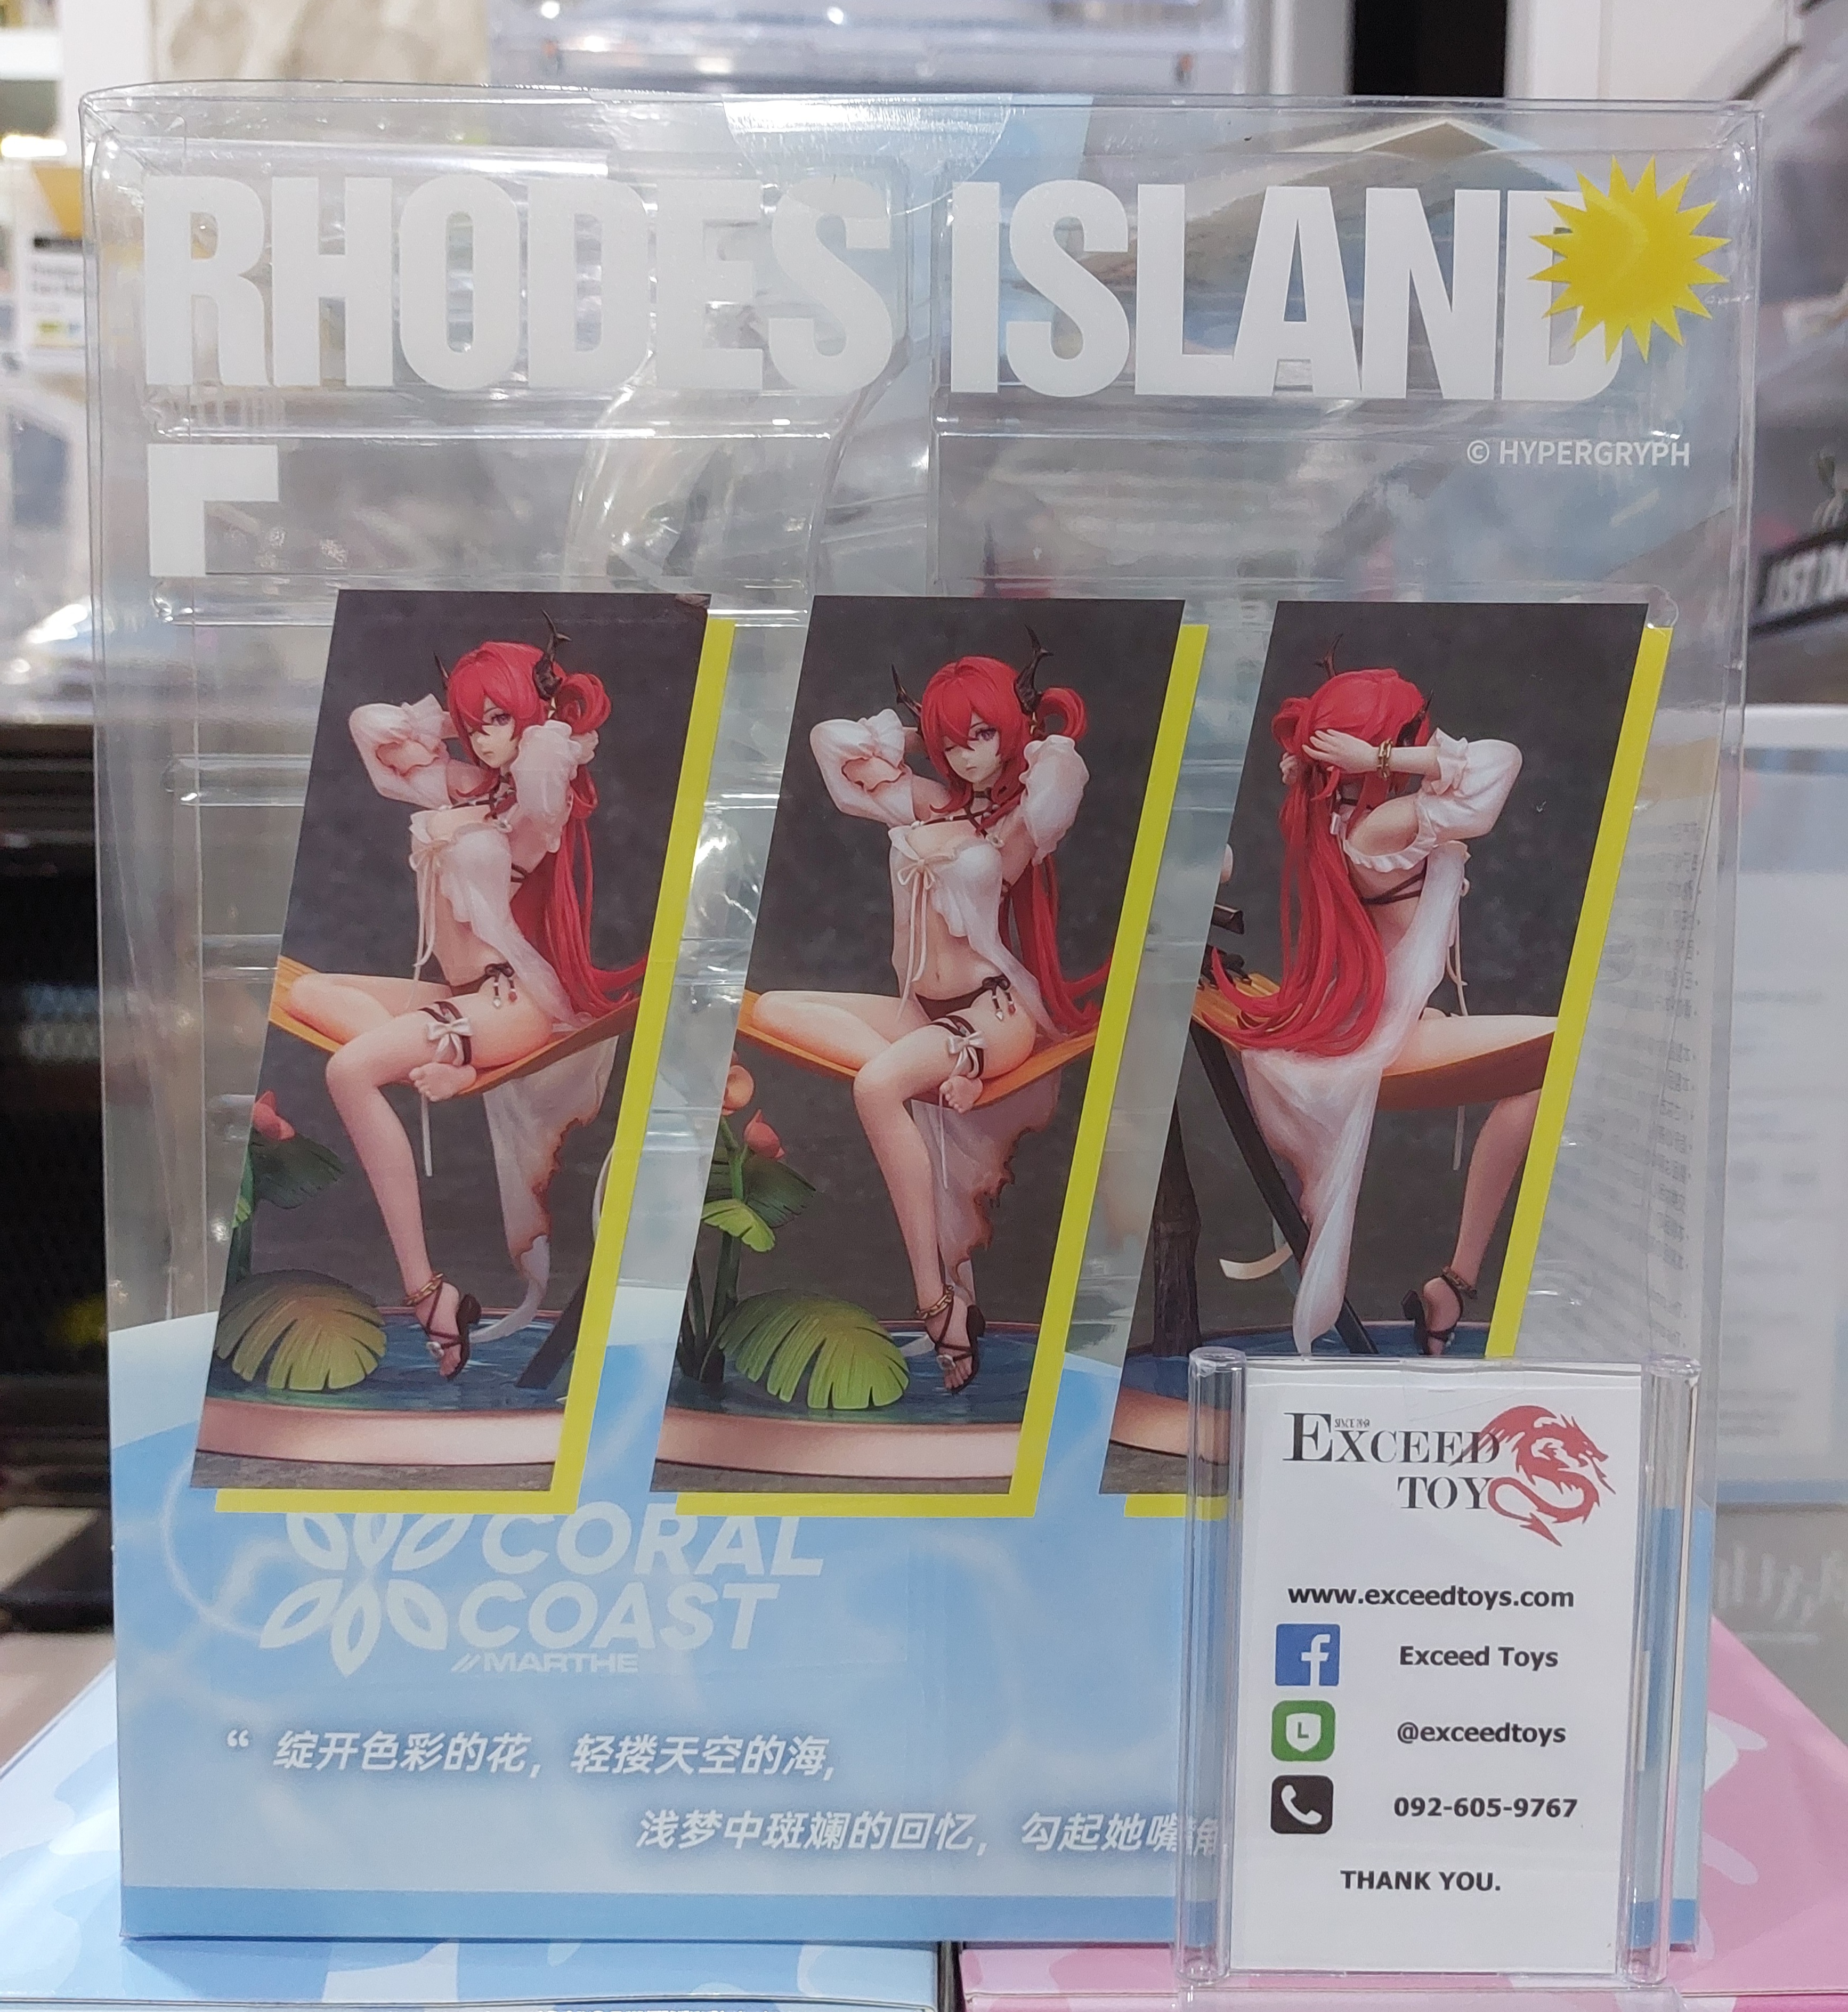 RHODES ISLAND
© HYPERGRYPH
CORAL
COAST
//MARTHE
“ 绽开色彩的花，轻搂天空的海，
浅梦中斑斓的回忆，勾起她嘴角
EXCEED
TOY
www.exceedtoys.com
Exceed Toys
L
@exceedtoys
092-605-9767
THANK YOU.